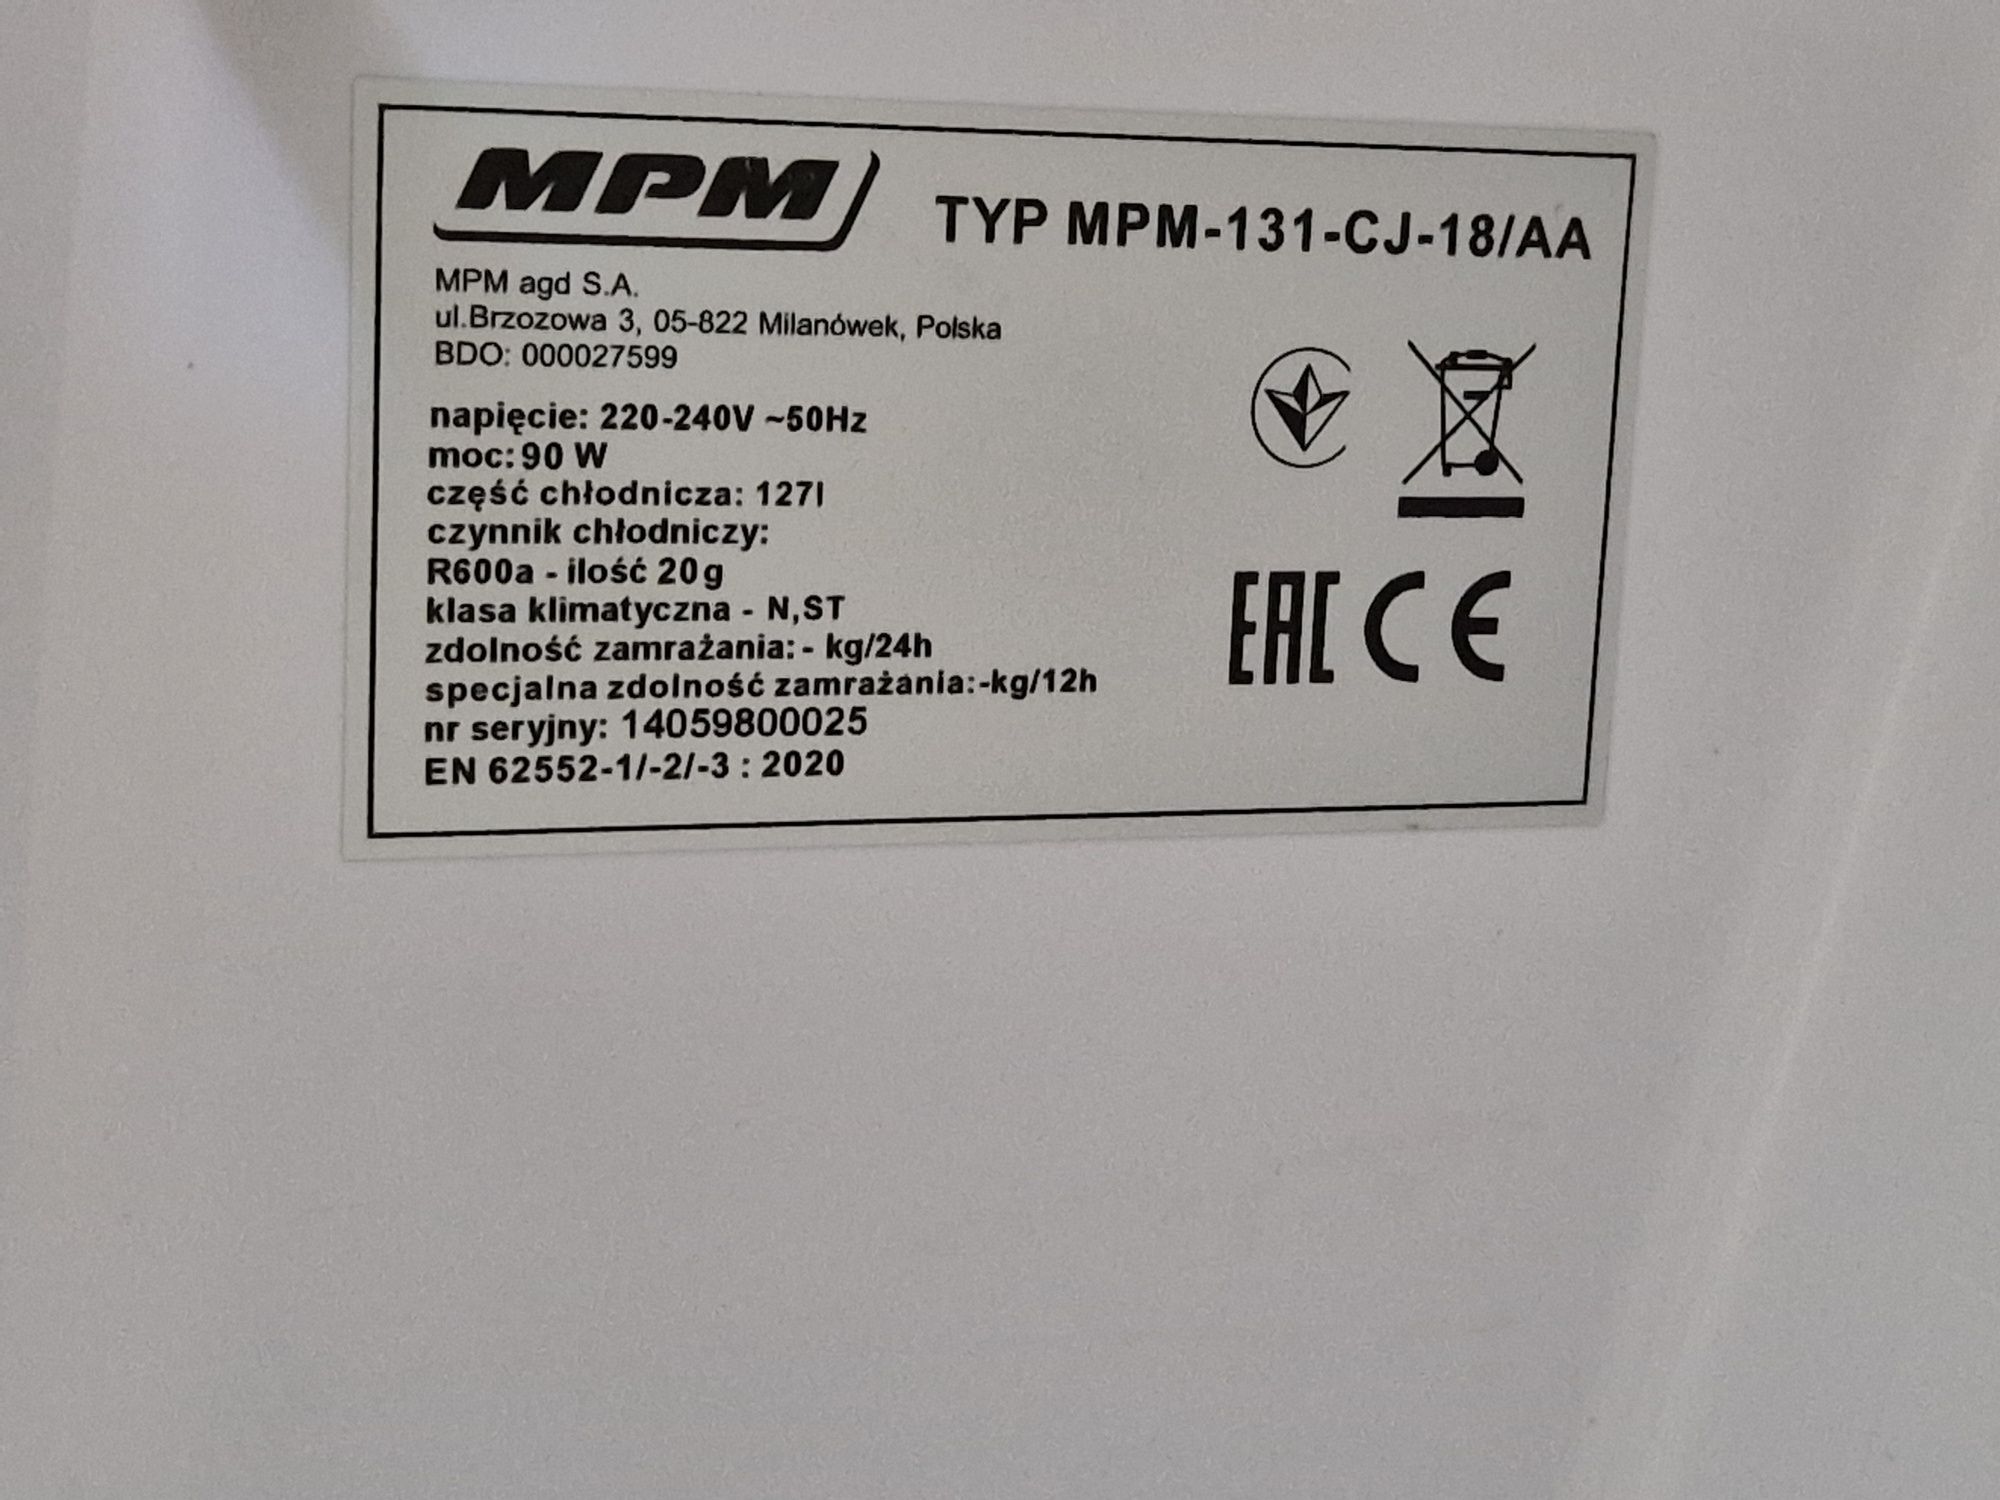 MPM
TYP MPM-131-CJ-18/AA
MPM agd S.A.
ul.Brzozowa 3, 05-822 Milanówek, Polska
BDO: 000027599
napięcie: 220-240V ~50Hz
moc: 90 W
część chłodnicza: 127l
czynnik chłodniczy:
R600a - ilość 20g
klasa klimatyczna - N,ST
zdolność zamrażania: - kg/24h
specjalna zdolność zamrażania:-kg/12h
nr seryjny: 14059800025
EN 62552-1/-2/-3 : 2020
EAC CE